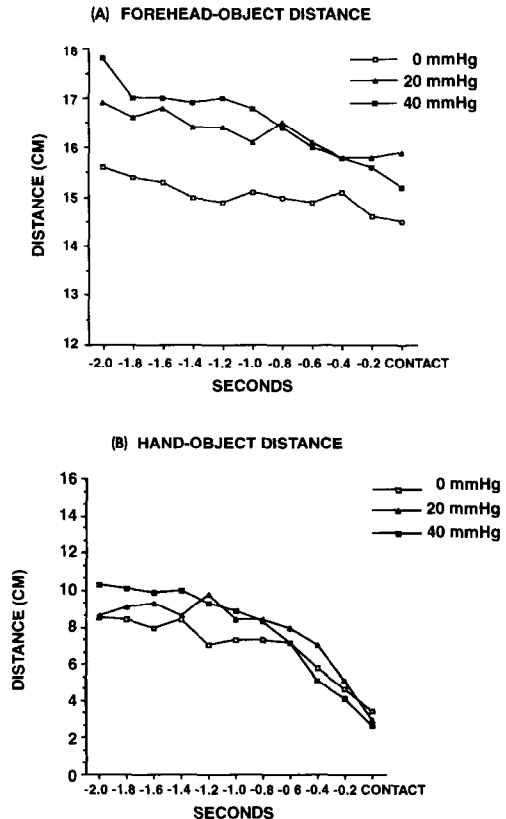 (A) FOREHEAD-OBJECT DISTANCE
18
17
16
15
14
13
12
DISTANCE (CM)
0 mmHg
20 mmHg
40 mmHg
-2.0 -1.8 -1.6 -1.4 -1.2 -1.0 -0.8 -0.6 -0.4 -0.2 CONTACT
SECONDS
(B) HAND-OBJECT DISTANCE
16
14
12
10
8
6
4
2
0
DISTANCE (CM)
0 mmHg
20 mmHg
40 mmHg
-2.0 -1.8 -1.6 -1.4 -1.2 -1.0 -0.8 -0 6 -0.4 -0.2 CONTACT
SECONDS